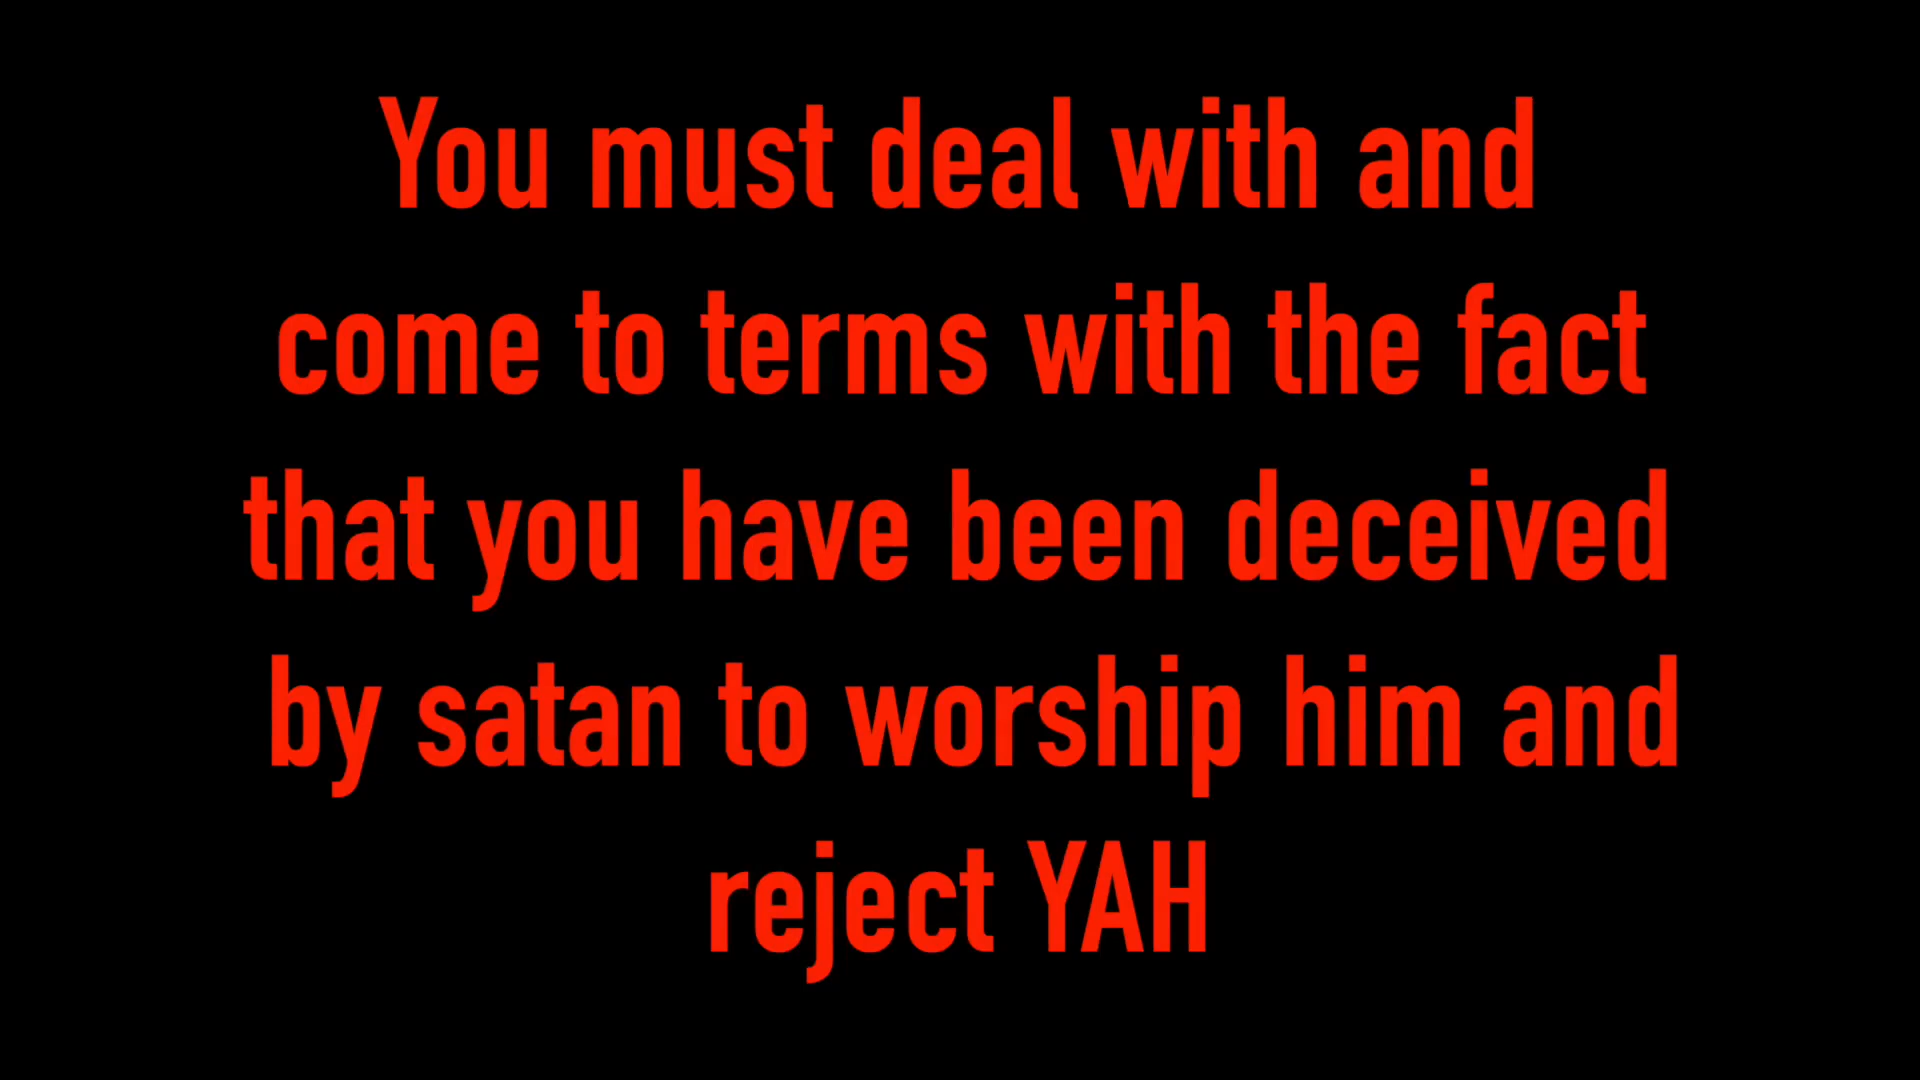 You must deal with and
come to terms with the fact
that you have been deceived
by satan to worship him and
reject YAH